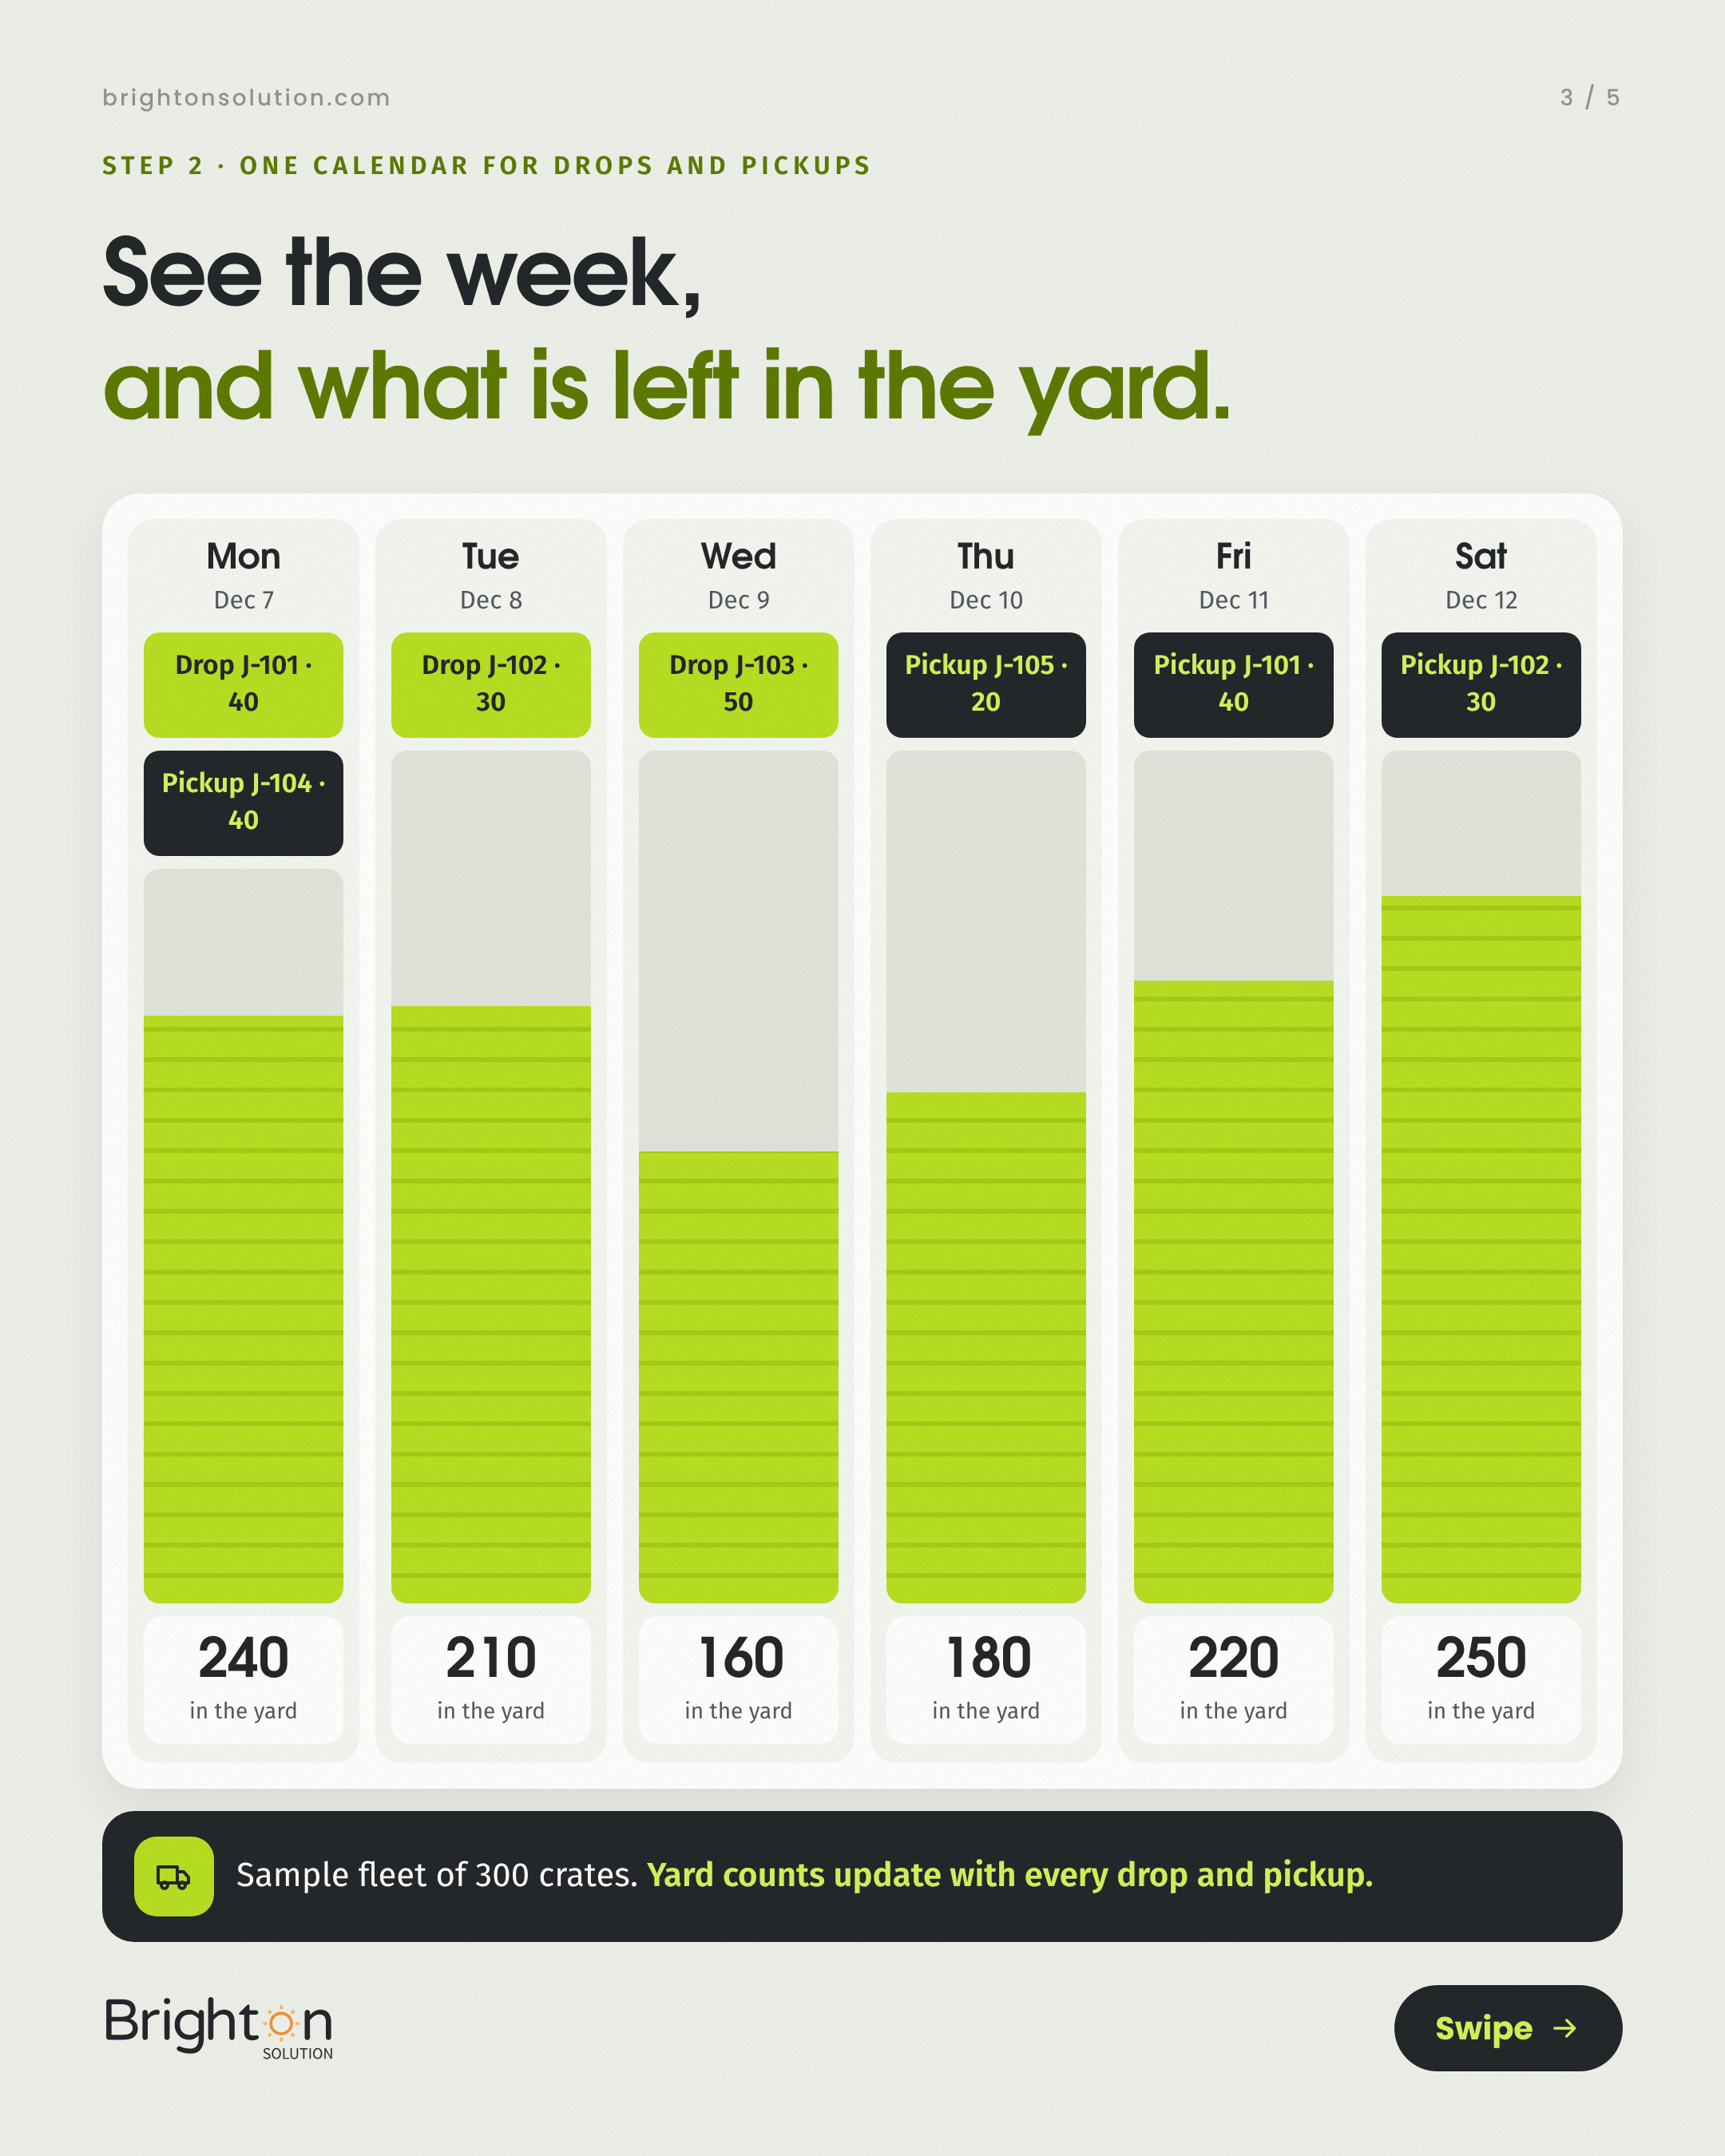 brightonsolution.com
3 / 5
STEP 2 · ONE CALENDAR FOR DROPS AND PICKUPS
See the week,
and what is left in the yard.
Mon
Dec 7
Drop J-101 ·
40
Pickup J-104 ·
40
240
in the yard
Tue
Dec 8
Drop J-102 ·
30
210
in the yard
Wed
Dec 9
Drop J-103 ·
50
160
in the yard
Thu
Dec 10
Pickup J-105 ·
20
180
in the yard
Fri
Dec 11
Pickup J-101 ·
40
220
in the yard
Sat
Dec 12
Pickup J-102 ·
30
250
in the yard
Sample fleet of 300 crates. Yard counts update with every drop and pickup.
Brighton
SOLUTION
Swipe →